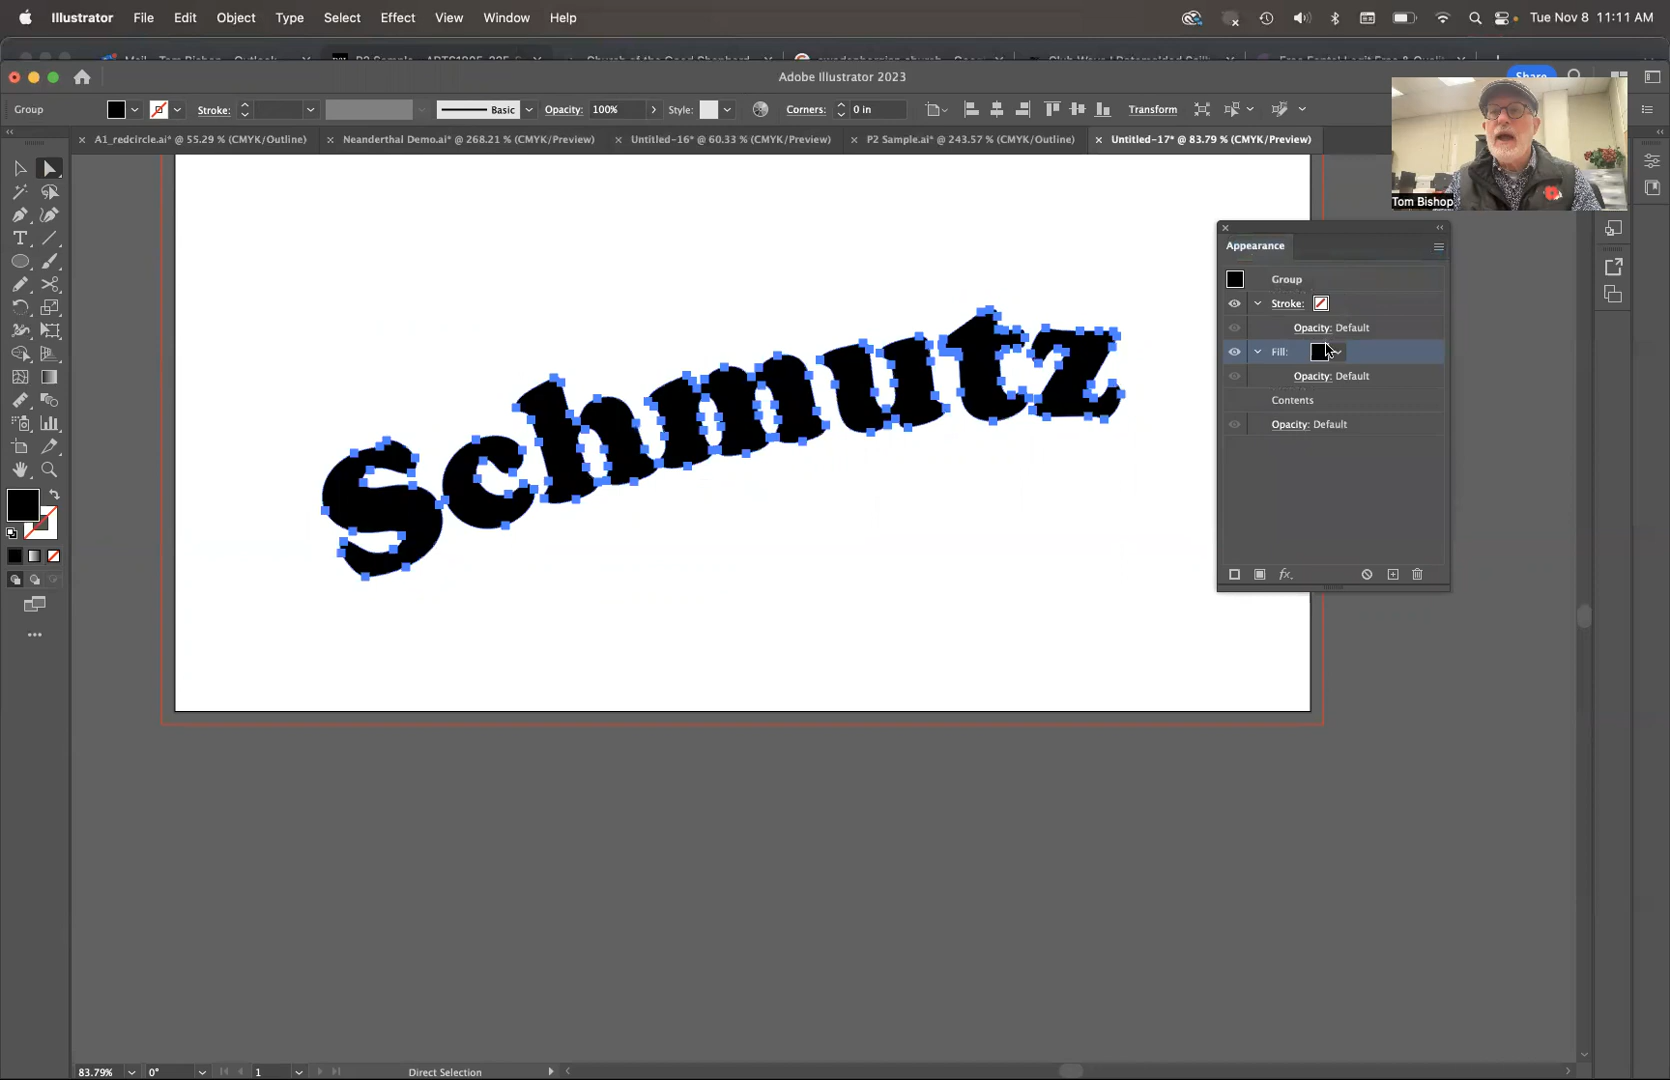 Illustrator File Edit Object Type Select Effect View Window Help Tue Nov 8 11:11 AM
Adobe Illustrator 2023 Share
Group Stroke: Basic Opacity: 100% Style: Corners: 0 in Transform
A1_redcircle.ai* @ 55.29 % (CMYK/Outline) Neanderthal Demo.ai* @ 268.21 % (CMYK/Preview) Untitled-16* @ 60.33 % (CMYK/Preview) P2 Sample.ai* @ 243.57 % (CMYK/Preview) Untitled-17* @ 83.79 % (CMYK/Preview)
Tom Bishop
Appearance
Group
Stroke:
Opacity: Default
Fill:
Opacity: Default
Contents
Opacity: Default
fx.
Schmutz
83.79% 0° 1 Direct Selection